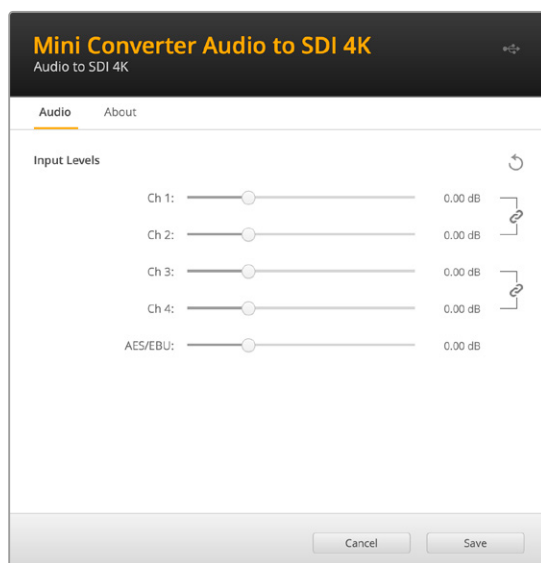 Mini Converter Audio to SDI 4K
Audio to SDI 4K
Audio About
Input Levels
Ch 1: 0.00 dB
Ch 2: 0.00 dB
Ch 3: 0.00 dB
Ch 4: 0.00 dB
AES/EBU: 0.00 dB
Cancel Save